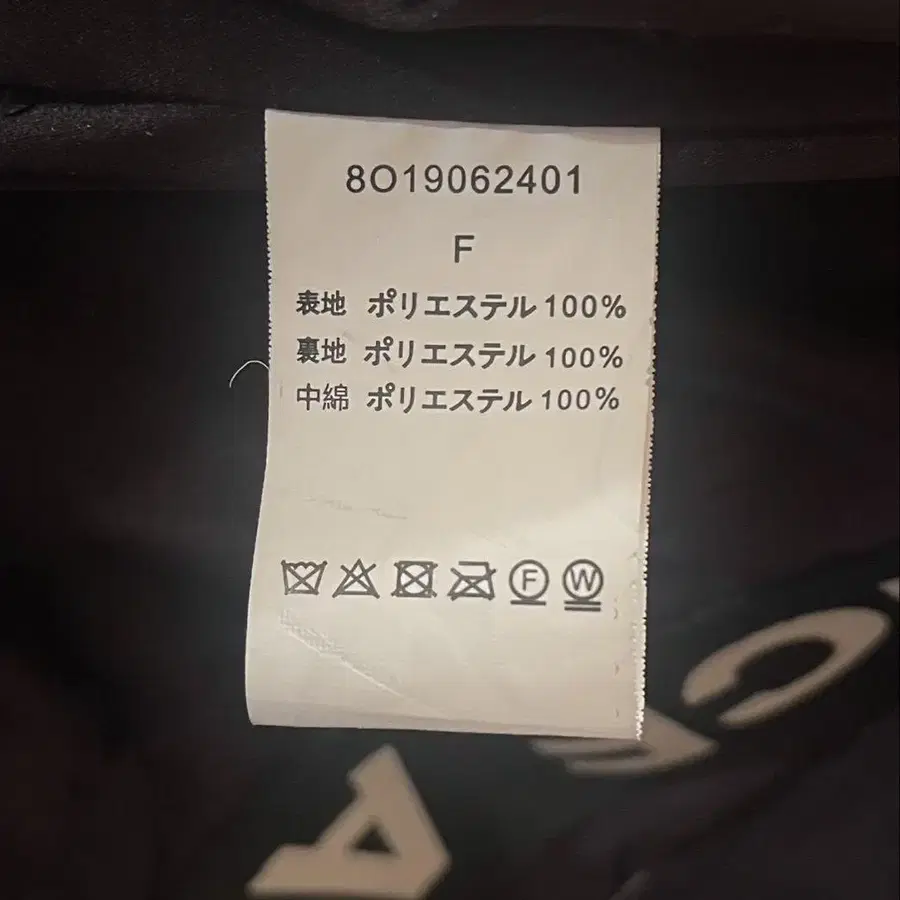 8O19062401
F
表地 ポリエステル 100%
裏地 ポリエステル 100%
中綿 ポリエステル 100%
F W
C
A